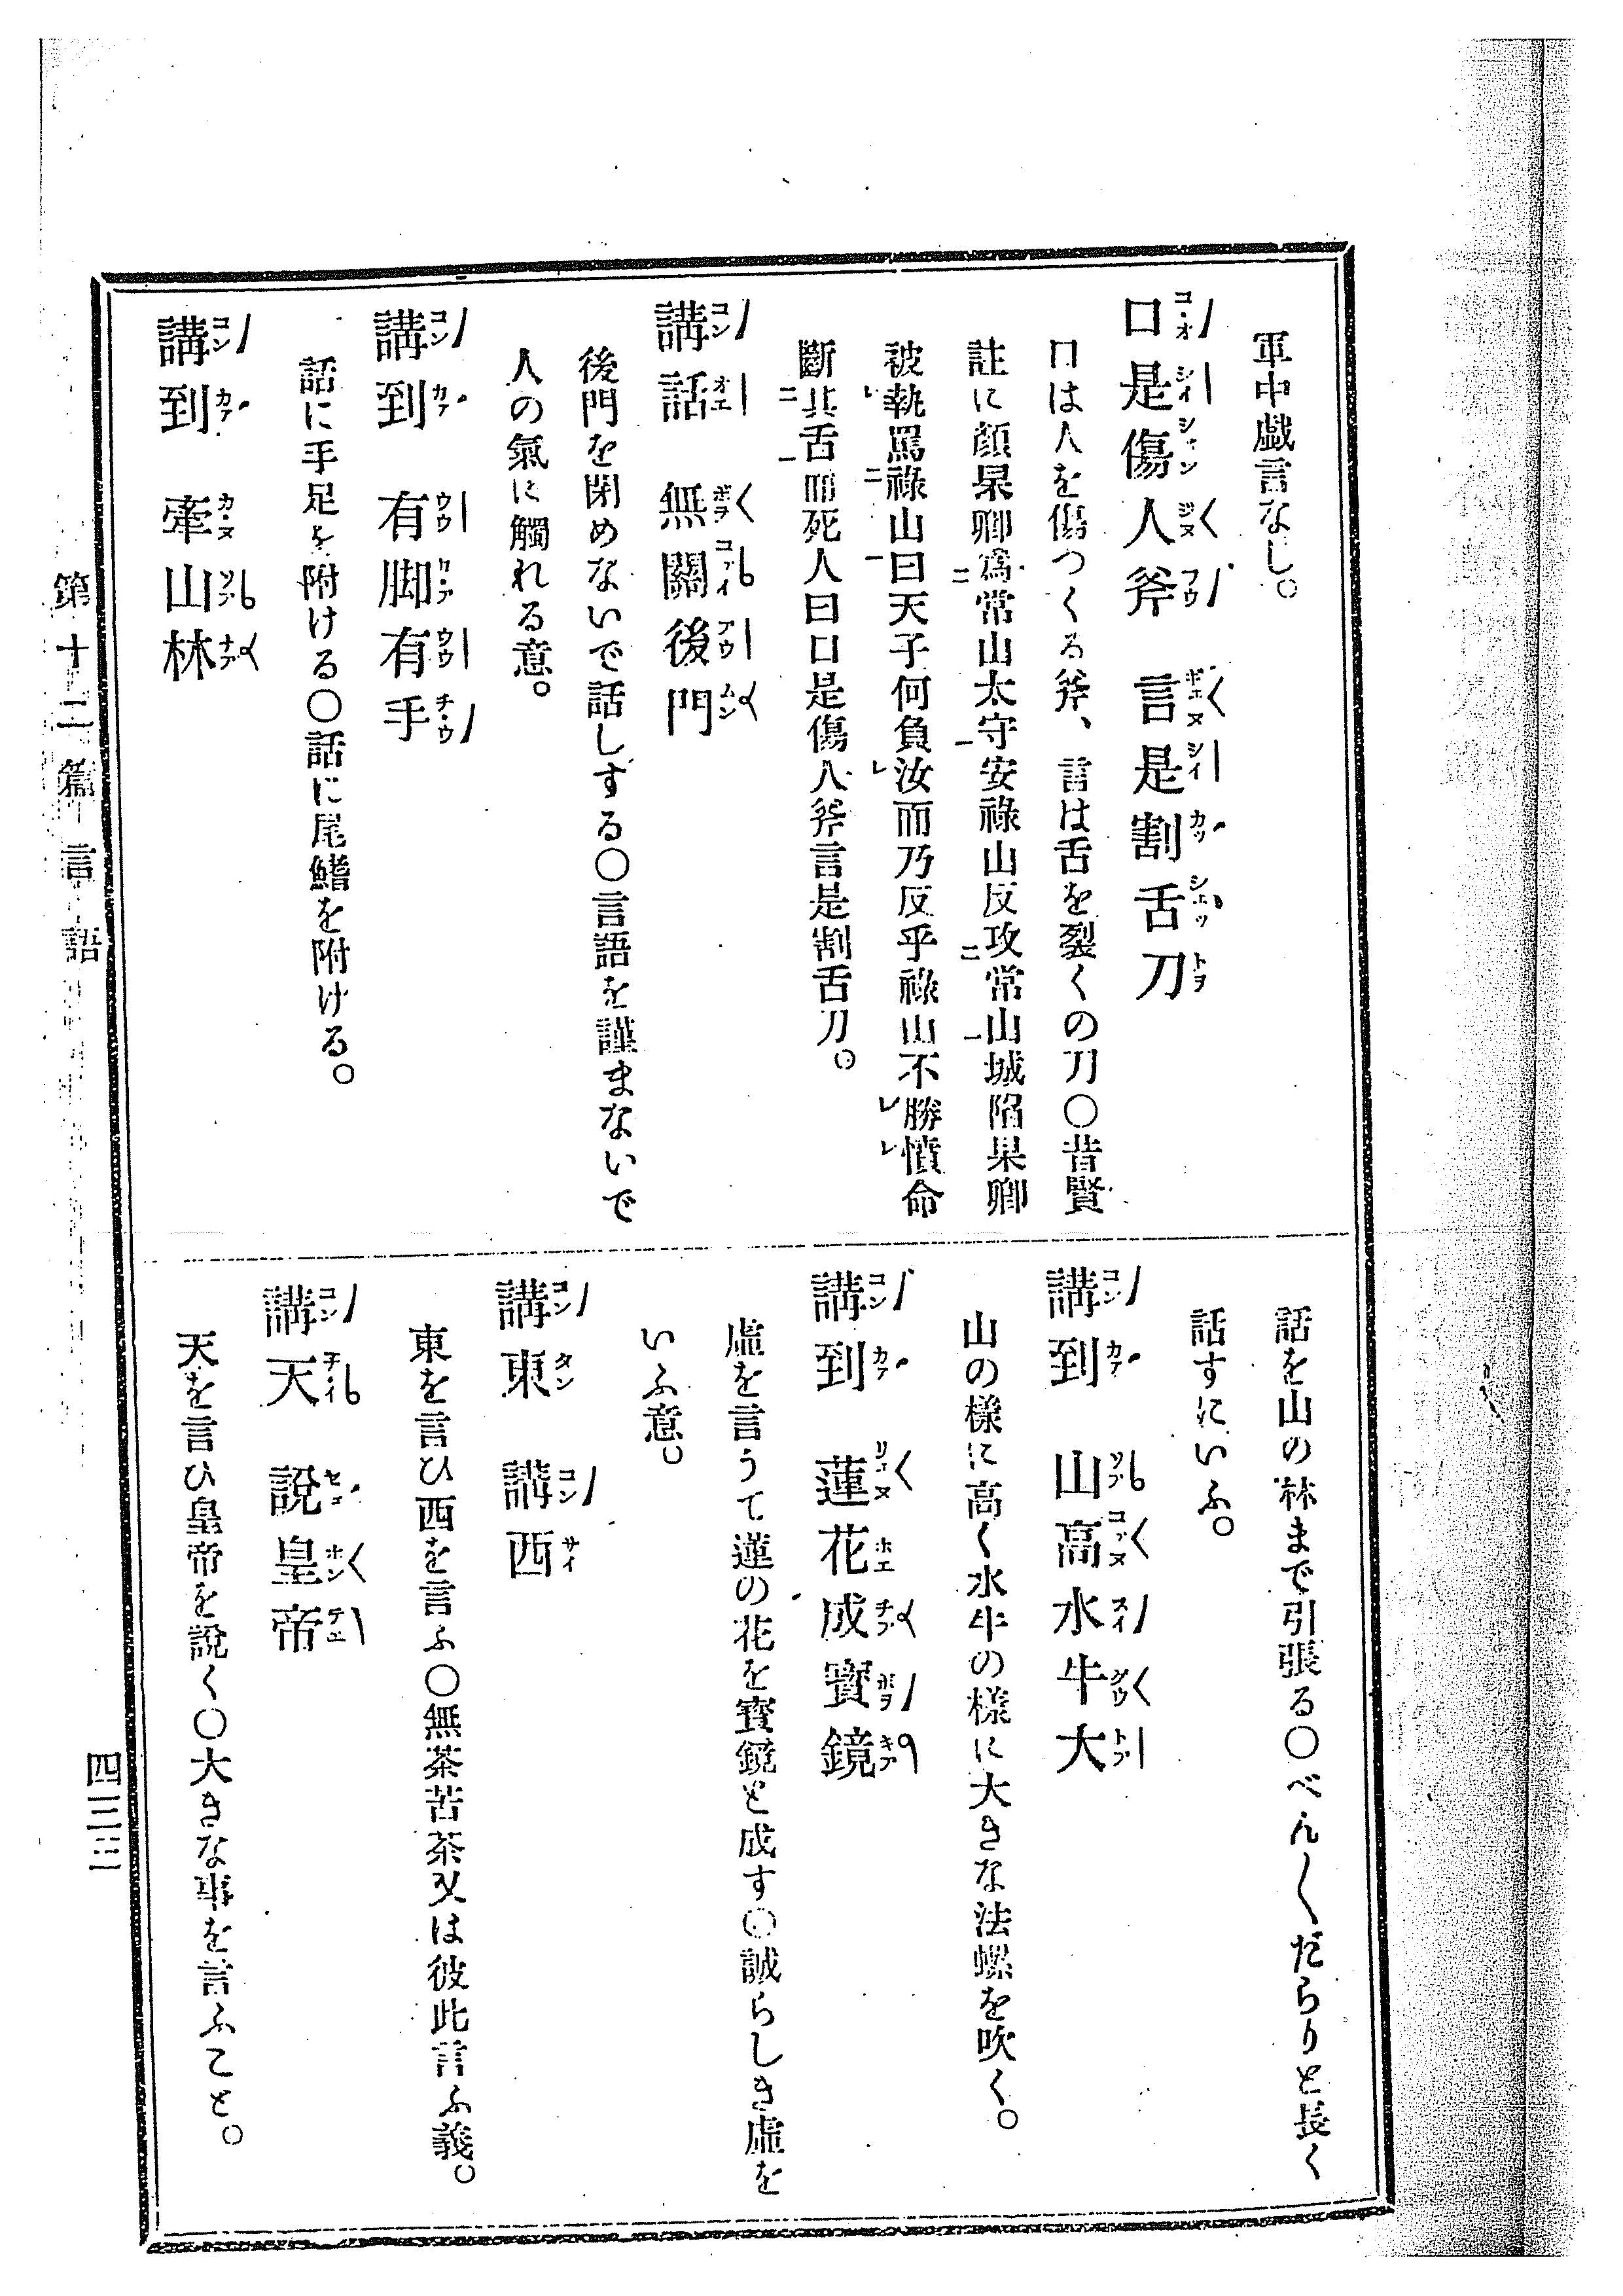 軍中戯言なし。
口是傷人斧　言是割舌刀
口は人を傷つくる斧、言は舌を裂くの刀〇昔賢
註に顔杲卿為常山太守安祿山反攻常山城陷杲卿
被執罵祿山曰天子何負汝而乃反乎祿山不勝憤命
斷其舌而死人曰口是傷人斧言是割舌刀。
講話　無關後門
後門を閉めないで話しする〇言語を謹まないで
人の氣に觸れる意。
講到　有脚有手
話に手足を附ける〇話に尾鰭を附ける。
講到　牽山林
話を山の林まで引張る〇べん〱だらりと長く
話すにいふ。
講到　山高水牛大
山の樣に高く水牛の樣に大きな法螺を吹く。
講到　蓮花成寶鏡
虛を言うて蓮の花を寶鏡と成す〇誠らしき虛を
いふ意。
講東　講西
東を言ひ西を言ふ〇無茶苦茶又は彼此言ふ義。
講天　說皇帝
天を言ひ皇帝を說く〇大きな事を言ふこと。
第十二篇　言語
四三三